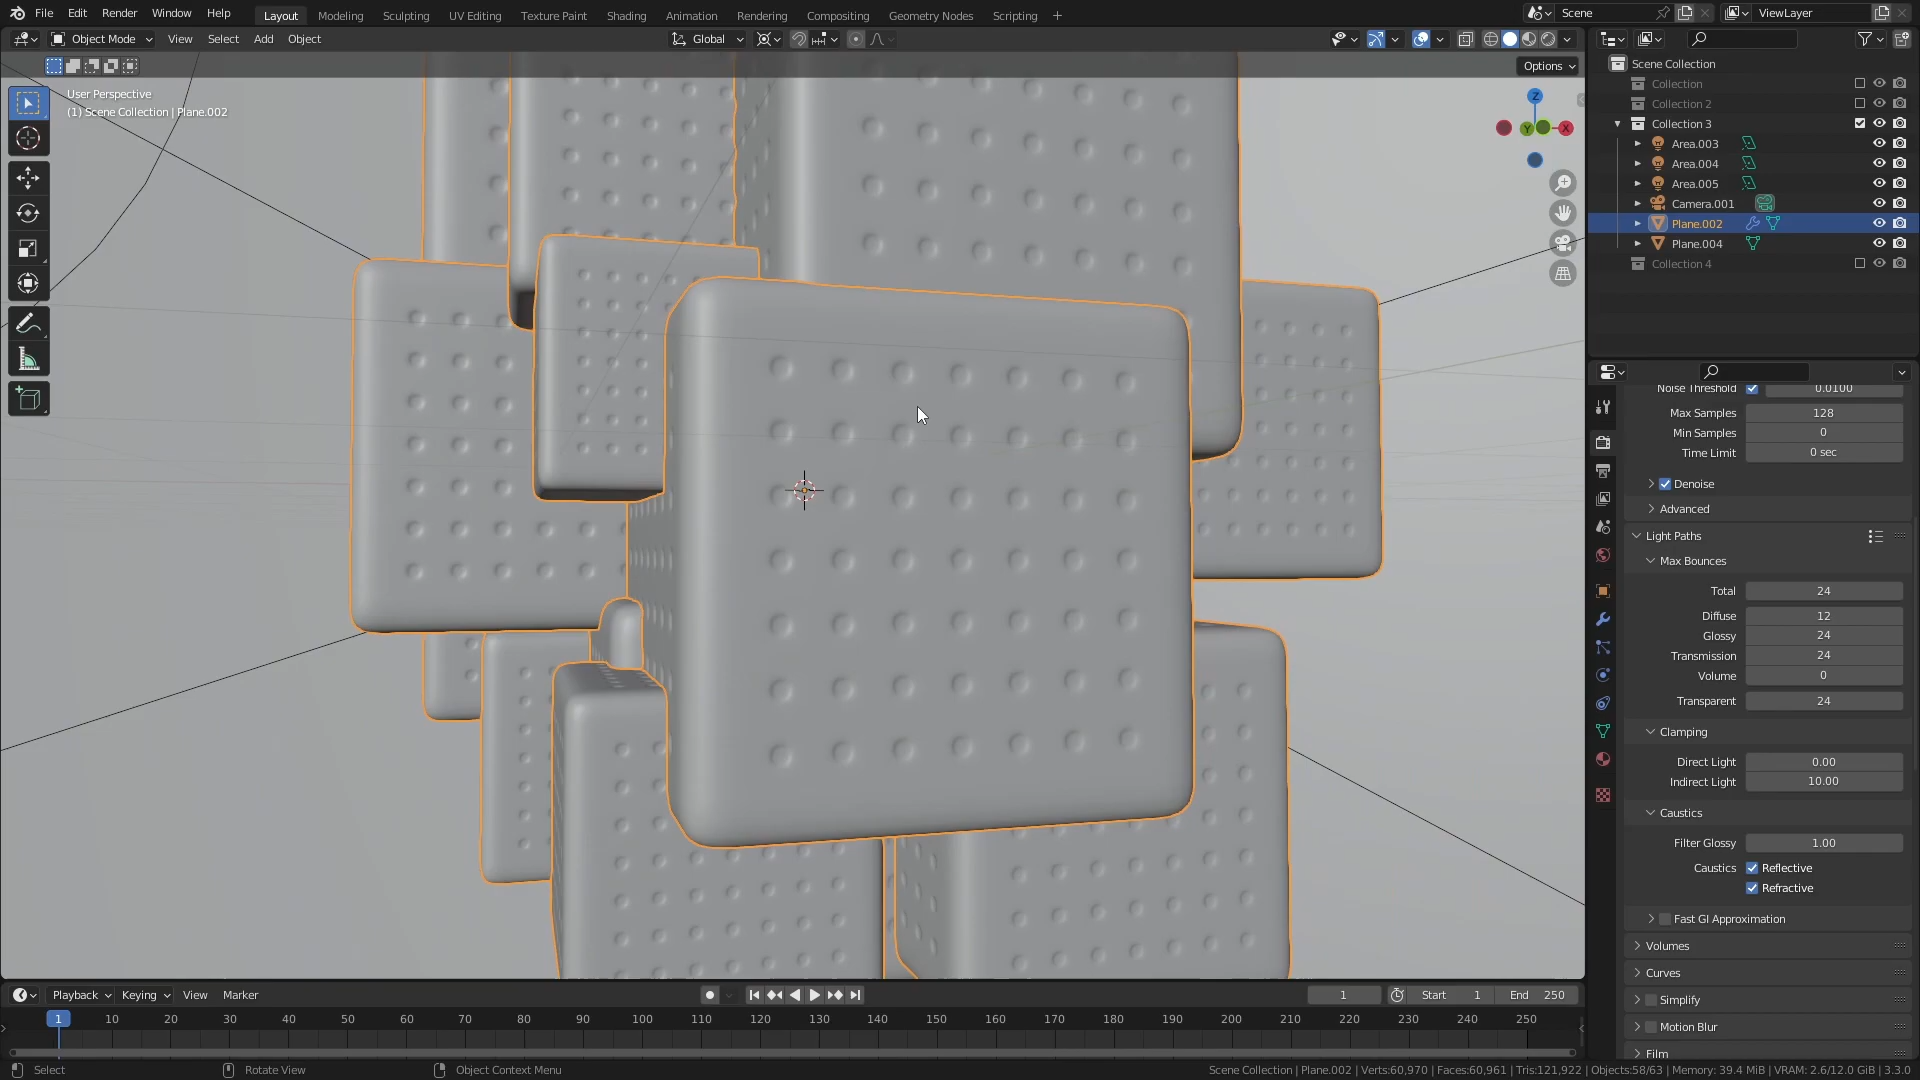 File Edit Render Window Help
Layout Modeling Sculpting UV Editing Texture Paint Shading Animation Rendering Compositing Geometry Nodes Scripting +
Scene
ViewLayer
Object Mode View Select Add Object
Global
Options
User Perspective
(1) Scene Collection | Plane.002
Z
Y
X
Scene Collection
Collection
Collection 2
Collection 3
Area.003
Area.004
Area.005
Camera.001
Plane.002
Plane.004
Collection 4
Noise Threshold 0.0100
Max Samples 128
Min Samples 0
Time Limit 0 sec
Denoise
Advanced
Light Paths
Max Bounces
Total 24
Diffuse 12
Glossy 24
Transmission 24
Volume 0
Transparent 24
Clamping
Direct Light 0.00
Indirect Light 10.00
Caustics
Filter Glossy 1.00
Caustics Reflective
Refractive
Fast GI Approximation
Volumes
Curves
Simplify
Motion Blur
Film
Playback Keying View Marker
1 Start 1 End 250
1 10 20 30 40 50 60 70 80 90 100 110 120 130 140 150 160 170 180 190 200 210 220 230 240 250
Select Rotate View Object Context Menu
Scene Collection | Plane.002 | Verts:60,970 | Faces:60,961 | Tris:121,922 | Objects:58/63 | Memory: 39.4 MiB | VRAM: 2.6/12.0 GiB | 3.3.0